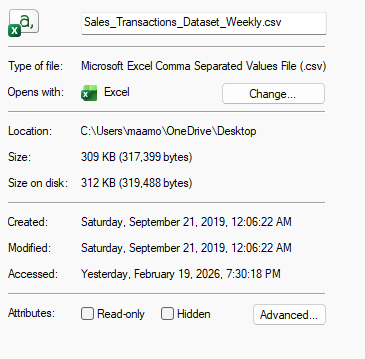 a,
Sales_Transactions_Dataset_Weekly.csv
Type of file: Microsoft Excel Comma Separated Values File (.csv)
Opens with: Excel Change...
Location: C:\Users\maamo\OneDrive\Desktop
Size: 309 KB (317,399 bytes)
Size on disk: 312 KB (319,488 bytes)
Created: Saturday, September 21, 2019, 12:06:22 AM
Modified: Saturday, September 21, 2019, 12:06:22 AM
Accessed: Yesterday, February 19, 2026, 7:30:18 PM
Attributes: Read-only Hidden Advanced...